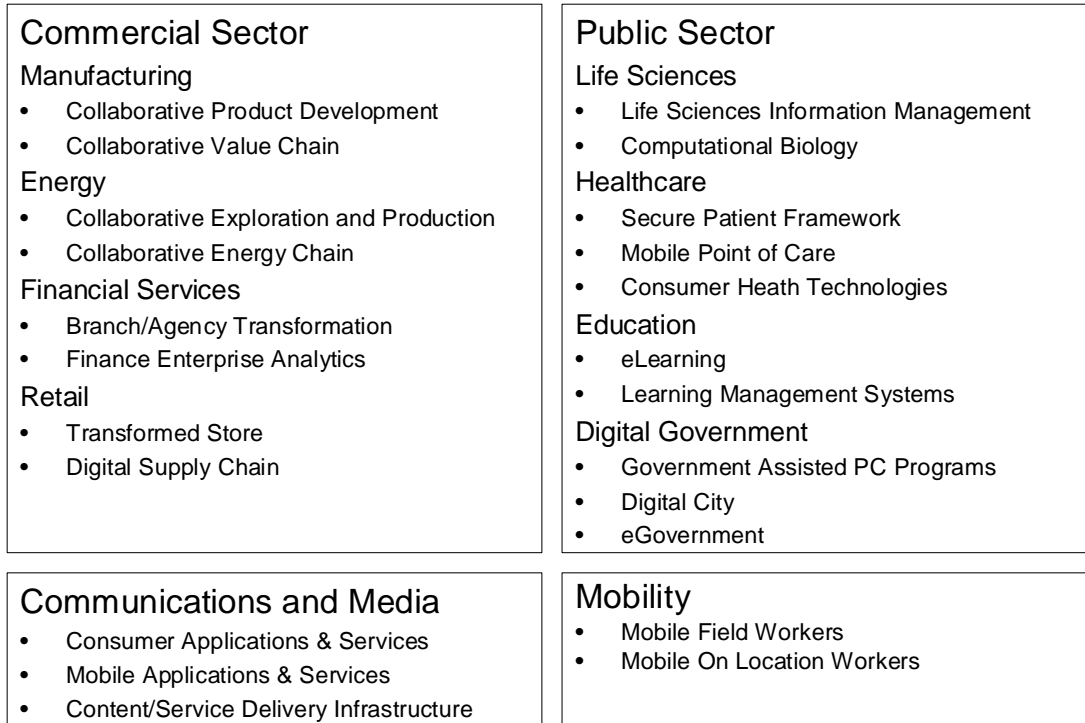 Commercial Sector
Manufacturing
• Collaborative Product Development
• Collaborative Value Chain
Energy
• Collaborative Exploration and Production
• Collaborative Energy Chain
Financial Services
• Branch/Agency Transformation
• Finance Enterprise Analytics
Retail
• Transformed Store
• Digital Supply Chain
Public Sector
Life Sciences
• Life Sciences Information Management
• Computational Biology
Healthcare
• Secure Patient Framework
• Mobile Point of Care
• Consumer Heath Technologies
Education
• eLearning
• Learning Management Systems
Digital Government
• Government Assisted PC Programs
• Digital City
• eGovernment
Communications and Media
• Consumer Applications & Services
• Mobile Applications & Services
• Content/Service Delivery Infrastructure
Mobility
• Mobile Field Workers
• Mobile On Location Workers